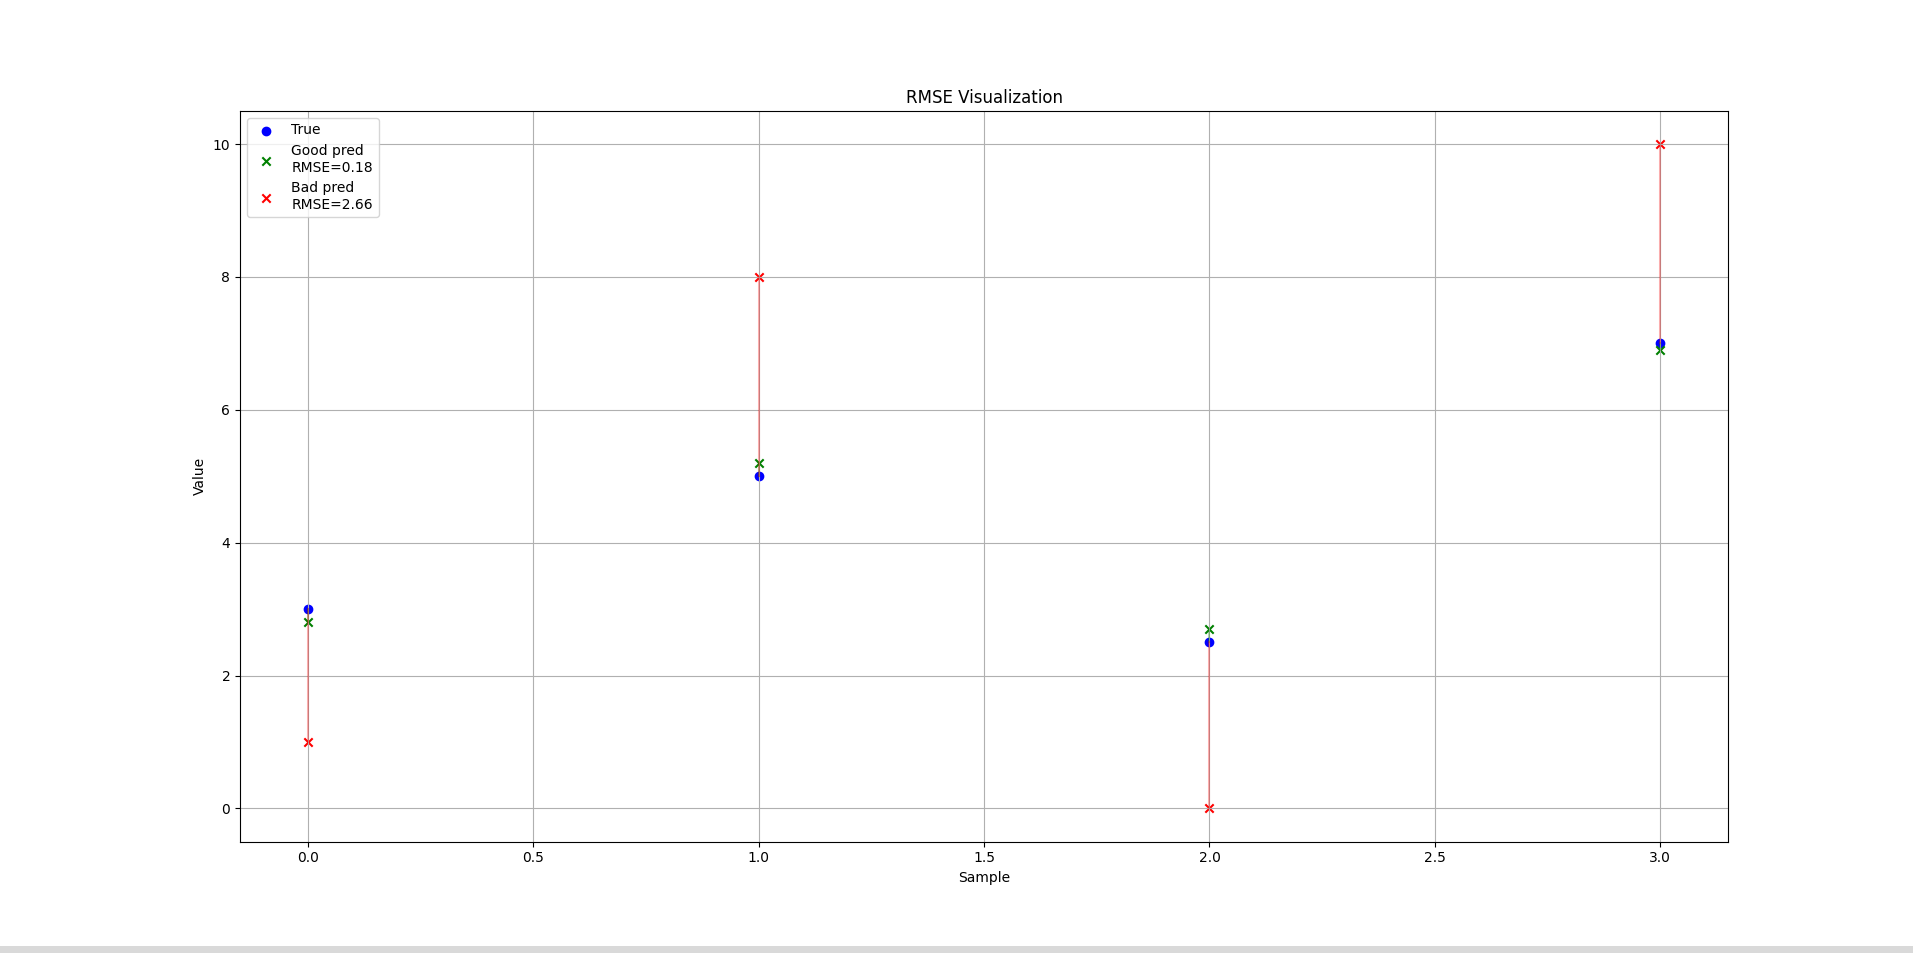 RMSE Visualization
True
Good pred
RMSE=0.18
Bad pred
RMSE=2.66
10
8
6
4
2
0
Value
0.0 0.5 1.0 1.5 2.0 2.5 3.0
Sample